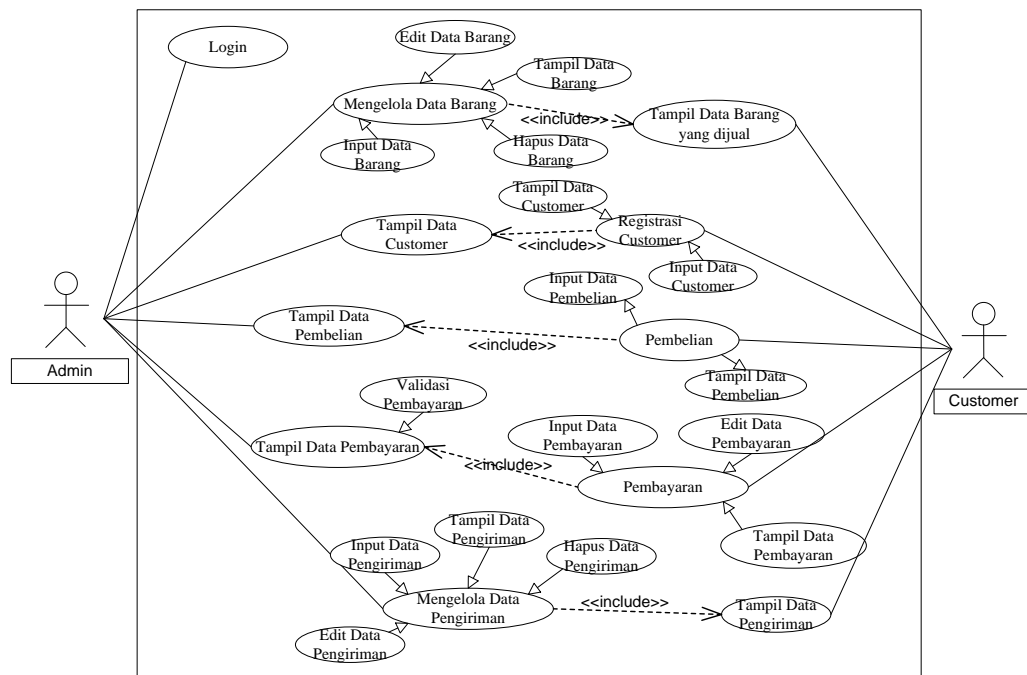 Edit Data Barang
Login
Tampil Data
Barang
Mengelola Data Barang
<<include>>
Tampil Data Barang
yang dijual
Input Data
Barang
Hapus Data
Barang
Tampil Data
Customer
Tampil Data
Customer
Registrasi
Customer
<<include>>
Input Data
Customer
Input Data
Pembelian
Tampil Data
Pembelian
<<include>>
Pembelian
Admin
Tampil Data
Pembelian
Customer
Validasi
Pembayaran
Input Data
Pembayaran
Edit Data
Pembayaran
Tampil Data Pembayaran
<<include>>
Pembayaran
Tampil Data
Pembayaran
Tampil Data
Pengiriman
Input Data
Pengiriman
Hapus Data
Pengiriman
Mengelola Data
Pengiriman
<<include>>
Tampil Data
Pengiriman
Edit Data
Pengiriman